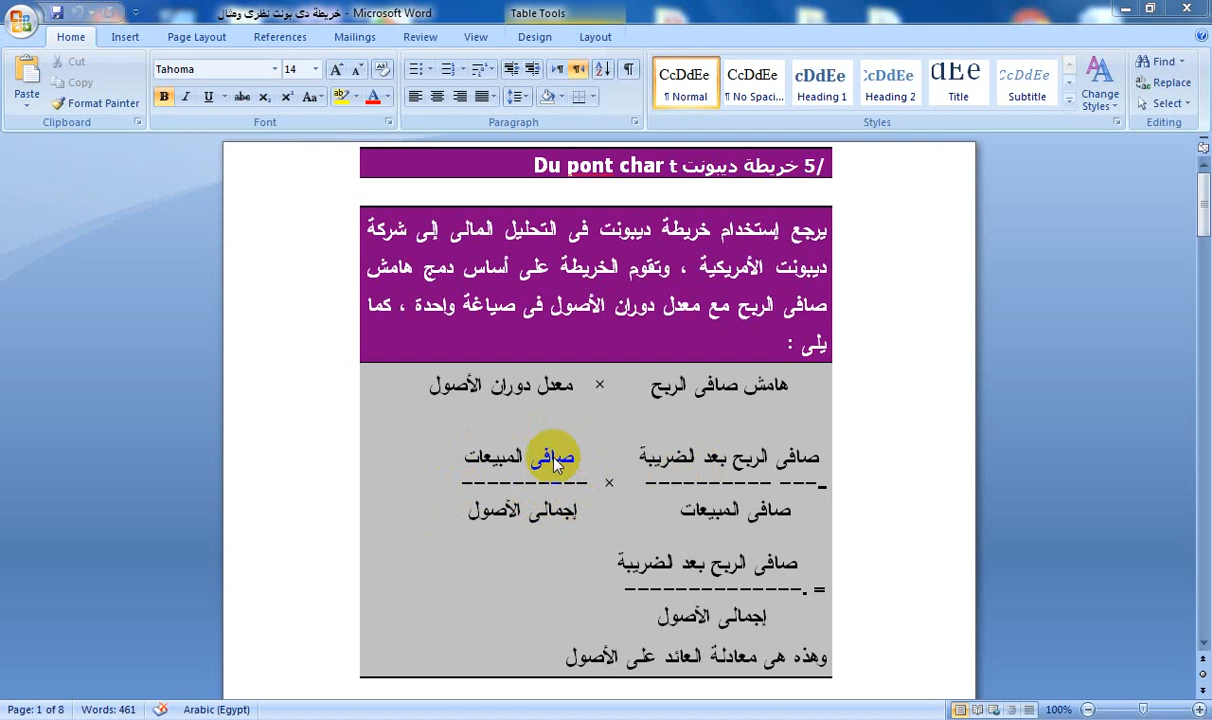 خريطة دى بونت نظرى ومثال - Microsoft Word
Table Tools
Home Insert Page Layout References Mailings Review View Design Layout
Paste
Cut
Copy
Format Painter
Clipboard
Tahoma 14
Font
Paragraph
AaBbCcDdEe
¶ Normal
¶ No Spaci...
Heading 1
Heading 2
Title
Subtitle
Change Styles
Styles
Find
Replace
Select
Editing
5/ خريطة ديبونت Du pont char t
يرجع إستخدام خريطة ديبونت فى التحليل المالى إلى شركة
ديبونت الأمريكية ، وتقوم الخريطة على أساس دمج هامش
صافى الربح مع معدل دوران الأصول فى صياغة واحدة ، كما
يلى :
هامش صافى الربح × معدل دوران الأصول
صافى الربح بعد الضريبة صافى المبيعات
---------- --- × ----------
صافى المبيعات إجمالى الأصول
صافى الربح بعد الضريبة
= .--------------
إجمالى الأصول
وهذه هى معادلة العائد على الأصول
Page: 1 of 8 Words: 461 Arabic (Egypt) 100%